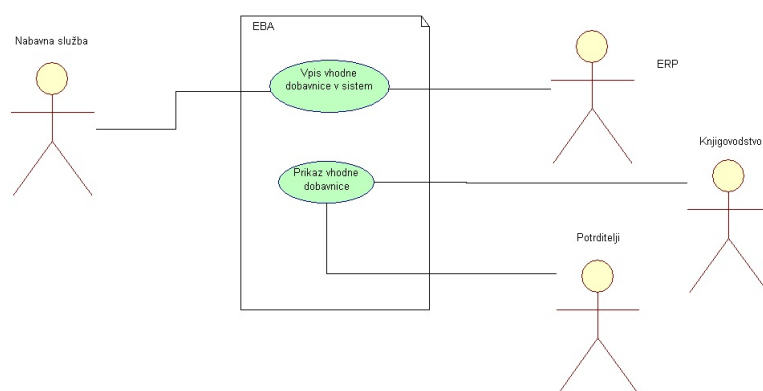 EBA
Nabavna služba
Vpis vhodne
dobavnice v sistem
ERP
Knjigovodstvo
Prikaz vhodne
dobavnice
Potrditelji